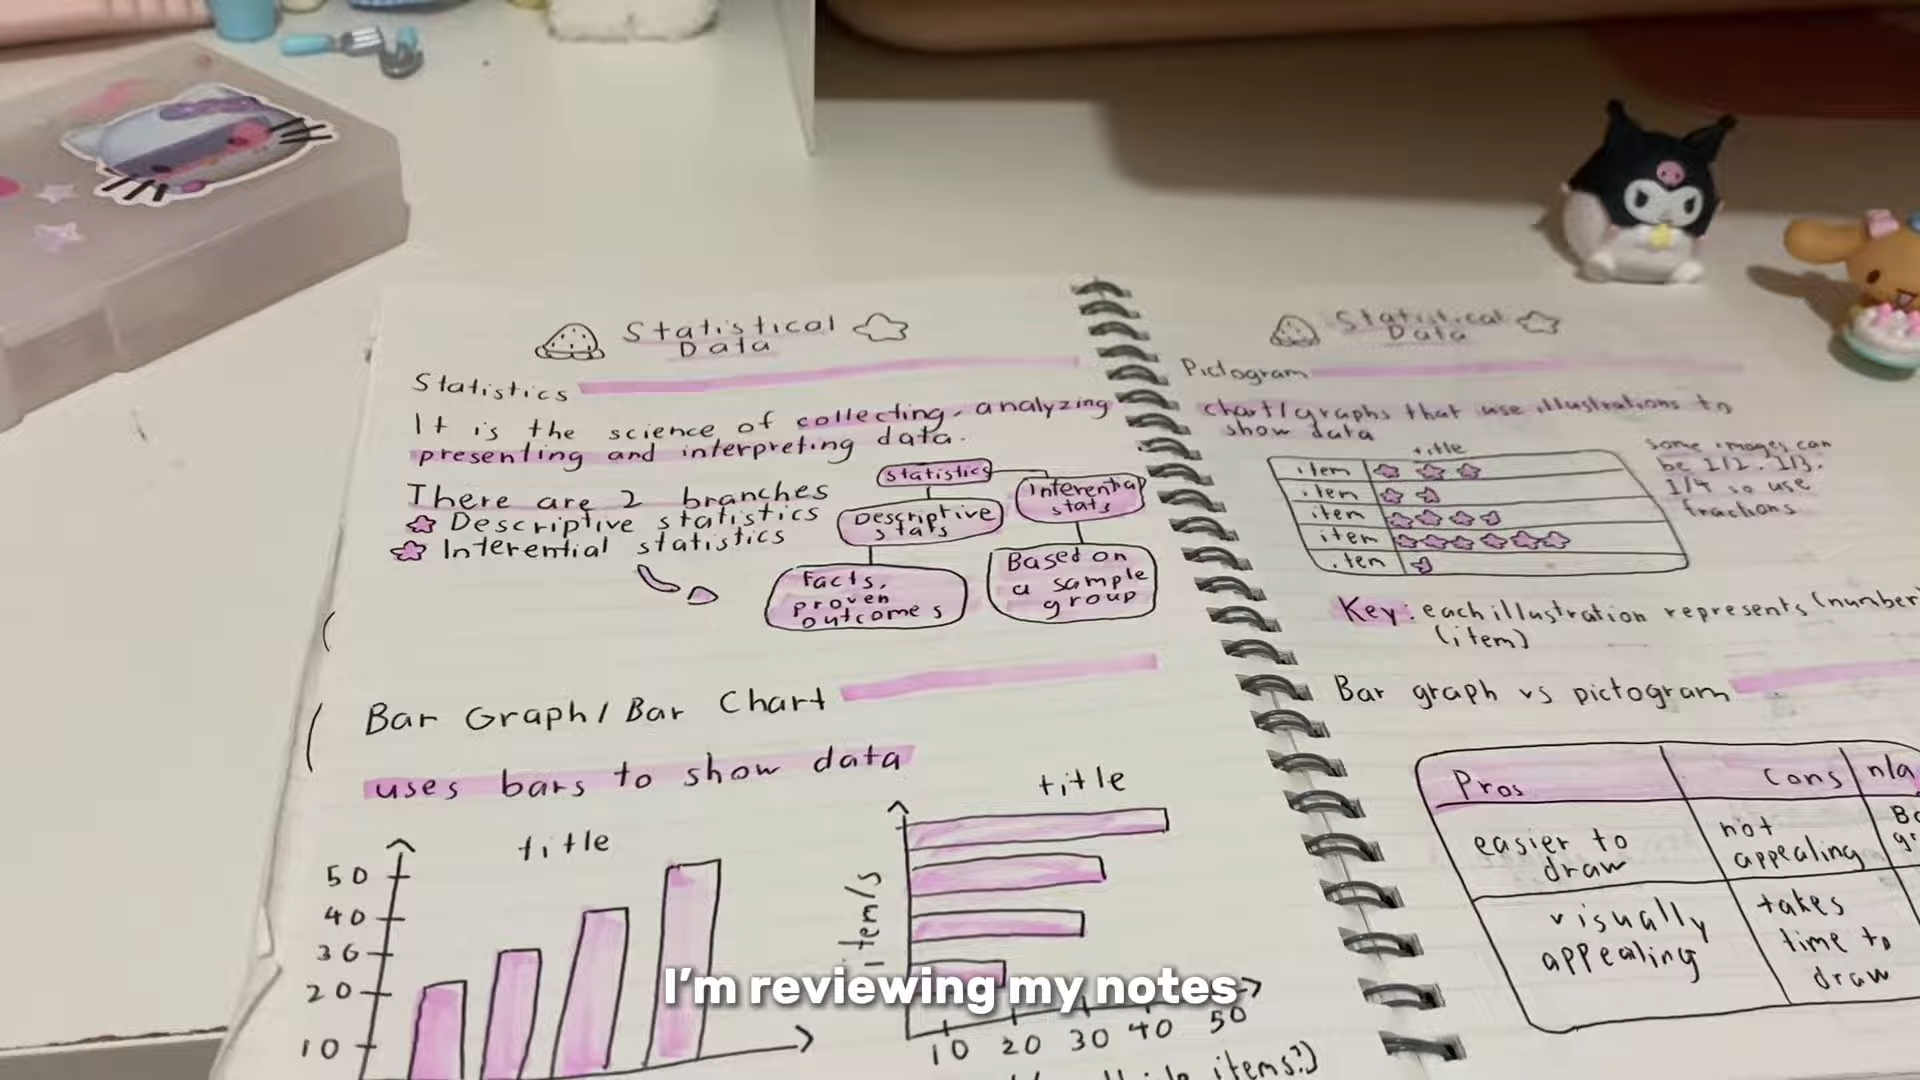 Statistical
Data
Statistics
It is the science of collecting, analyzing
presenting and interpreting data.
There are 2 branches
Descriptive statistics
Interential statistics
statistics
Descriptive
stats
Interential
stats
Facts,
proven
outcomes
Based on
a sample
group
Bar Graph/Bar Chart
uses bars to show data
title
50
40
30
20
10
title
item/s
10 20 30 40 50
items?)
Statistical
Data
Pictogram
chart/graphs that use illustrations to
show data
title
item
item
item
item
item
some images can
be 1/2, 1/3,
1/4 so use
fractions
Key: each illustration represents (number)
(item)
Bar graph vs pictogram
Pros Cons n/a
easier to
draw
not
appealing
visually
appealing
takes
time to
draw
I'm reviewing my notes